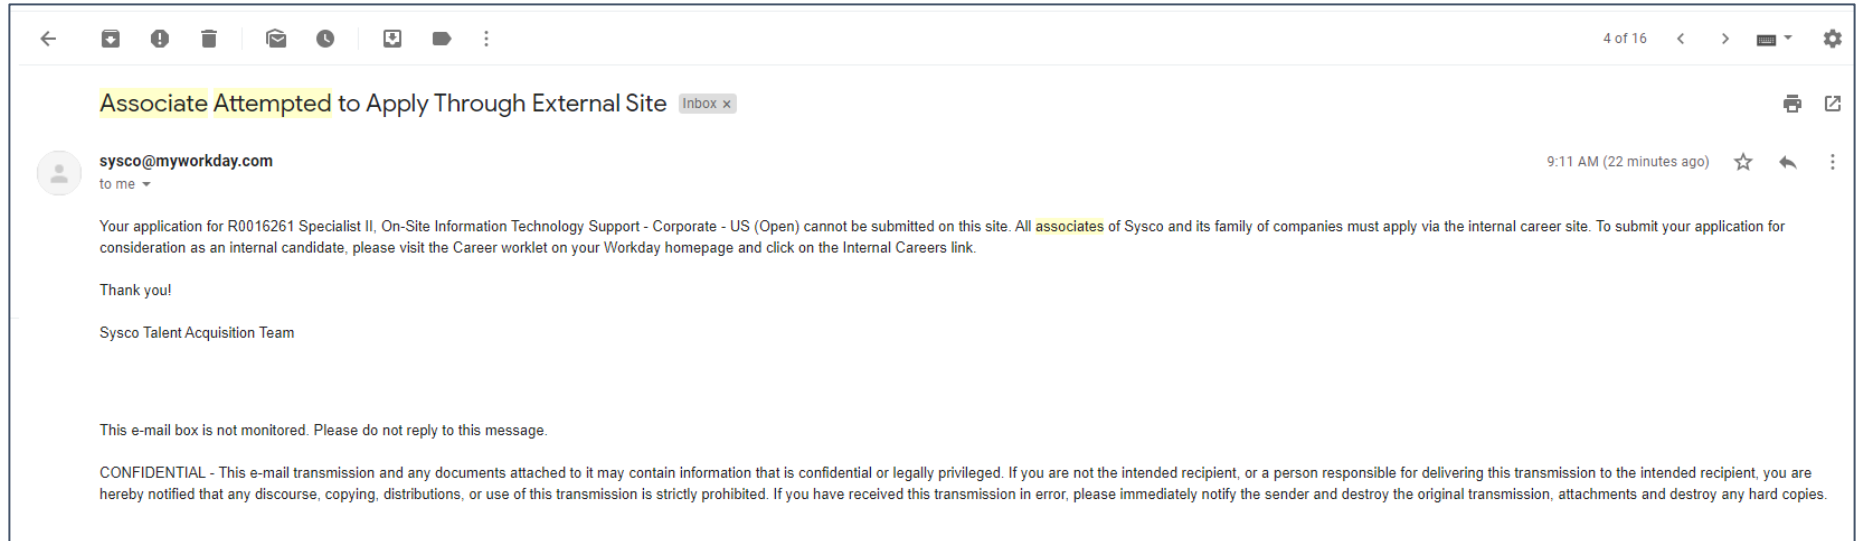 4 of 16
Associate Attempted to Apply Through External Site Inbox x
sysco@myworkday.com
9:11 AM (22 minutes ago)
to me
Your application for R0016261 Specialist II, On-Site Information Technology Support - Corporate - US (Open) cannot be submitted on this site. All associates of Sysco and its family of companies must apply via the internal career site. To submit your application for
consideration as an internal candidate, please visit the Career worklet on your Workday homepage and click on the Internal Careers link.
Thank you!
Sysco Talent Acquisition Team
This e-mail box is not monitored. Please do not reply to this message.
CONFIDENTIAL - This e-mail transmission and any documents attached to it may contain information that is confidential or legally privileged. If you are not the intended recipient, or a person responsible for delivering this transmission to the intended recipient, you are
hereby notified that any discourse, copying, distributions, or use of this transmission is strictly prohibited. If you have received this transmission in error, please immediately notify the sender and destroy the original transmission, attachments and destroy any hard copies.